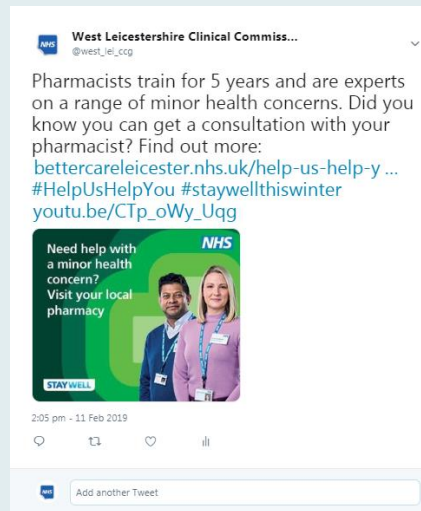 NHS
West Leicestershire Clinical Commiss...
@west_lei_ccg
Pharmacists train for 5 years and are experts
on a range of minor health concerns. Did you
know you can get a consultation with your
pharmacist? Find out more:
bettercareleicester.nhs.uk/help-us-help-y ...
#HelpUsHelpYou #staywellthiswinter
youtu.be/CTp_oWy_Uqg
NHS
Need help with
a minor health
concern?
Visit your local
pharmacy
STAY WELL
2:05 pm - 11 Feb 2019
NHS
Add another Tweet